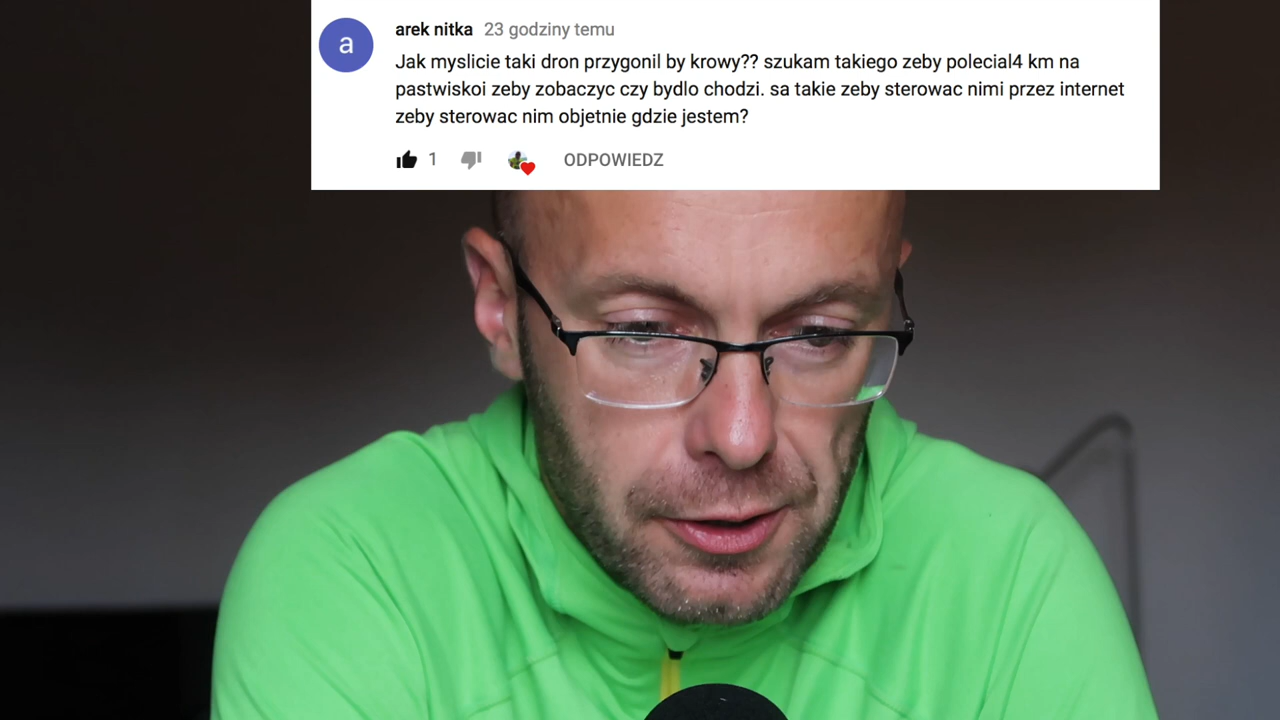 a
arek nitka 23 godziny temu
Jak myslicie taki dron przygonil by krowy?? szukam takiego zeby polecial4 km na
pastwiskoi zeby zobaczyc czy bydlo chodzi. sa takie zeby sterowac nimi przez internet
zeby sterowac nim objetnie gdzie jestem?
1 ODPOWIEDZ